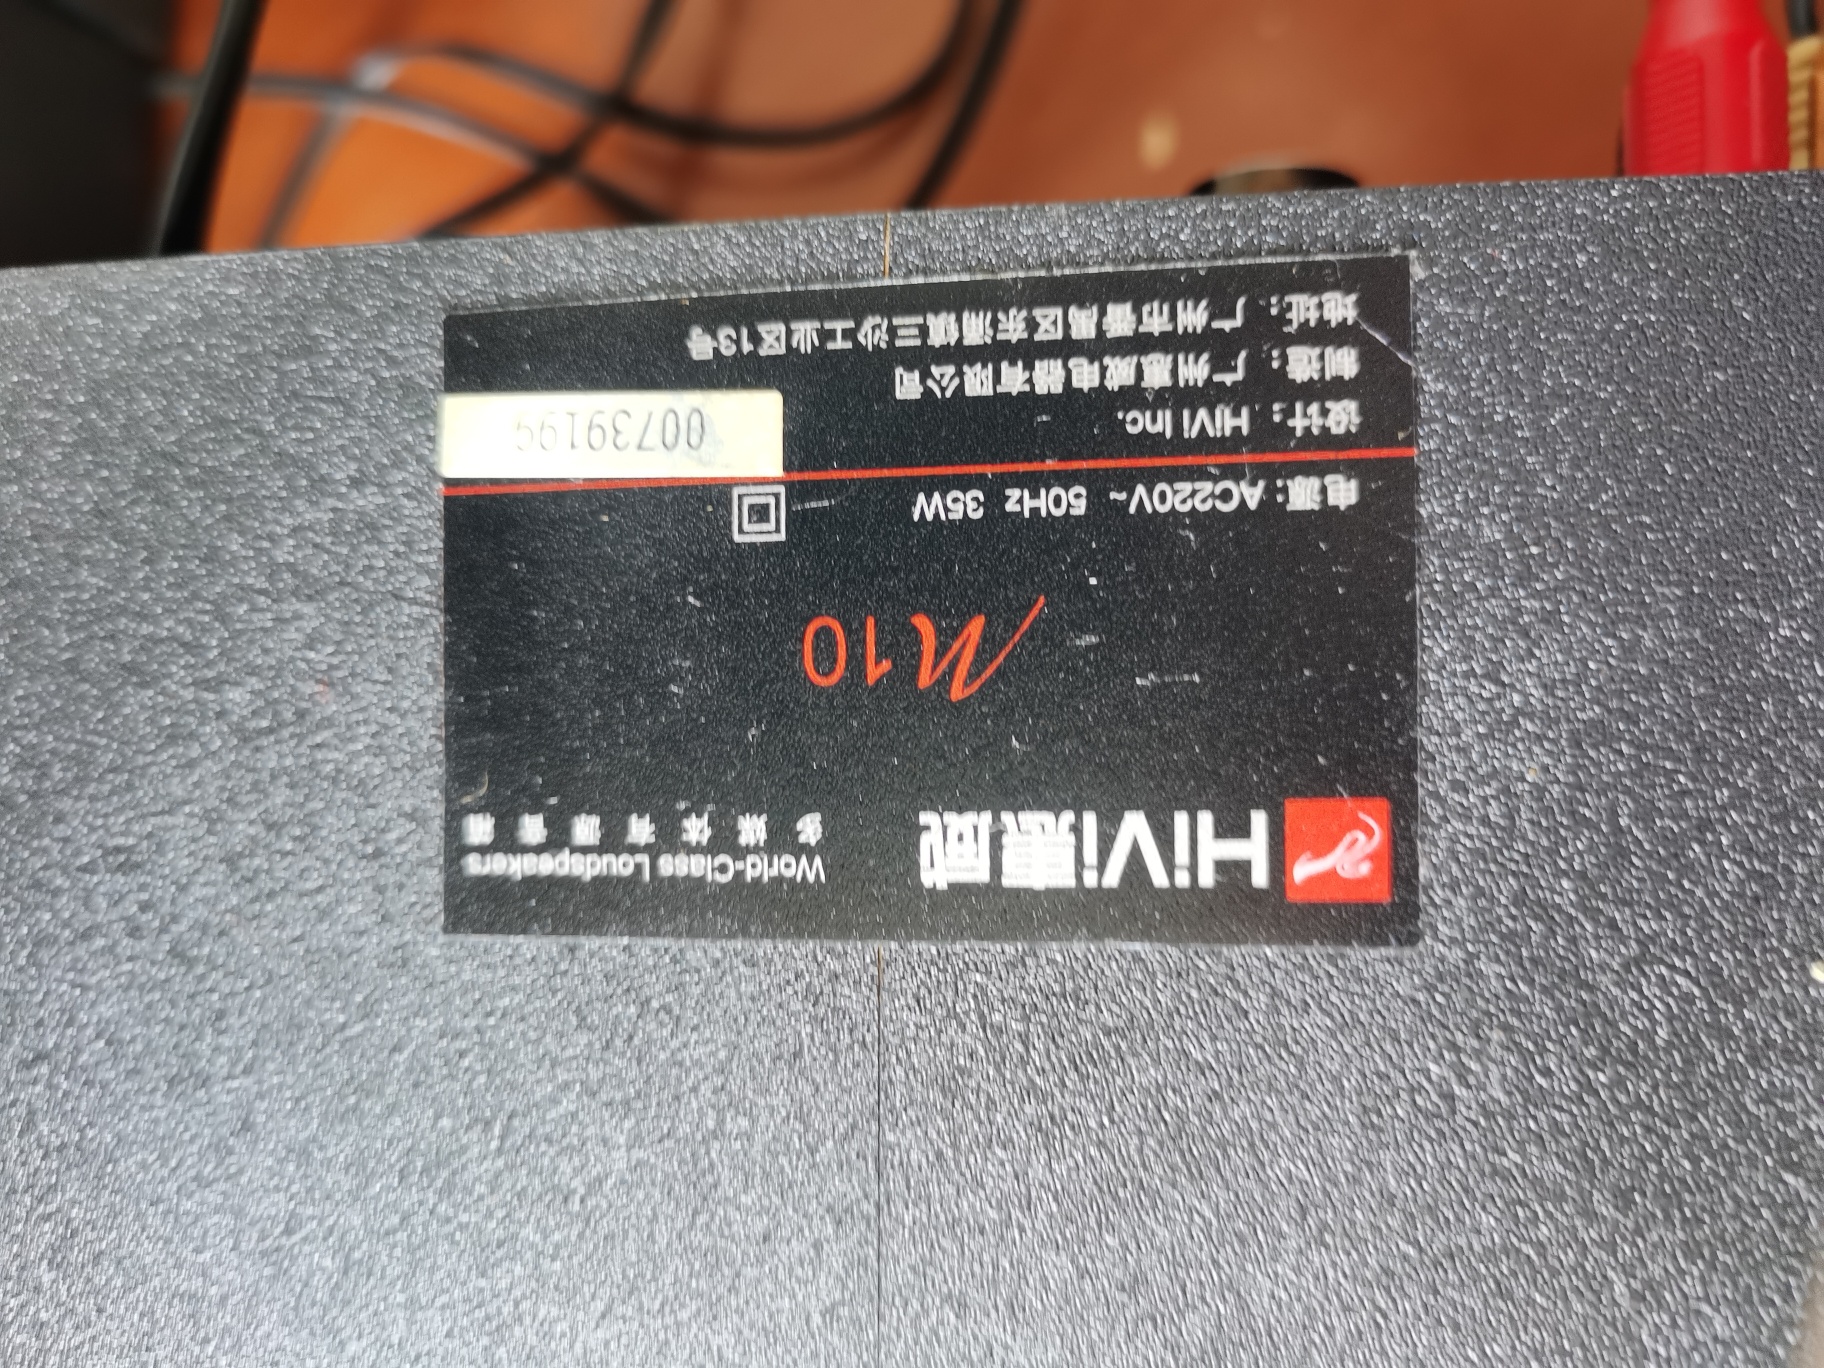 HiVi惠威
World-Class Loudspeakers
多媒体有源音箱
M10
电源: AC220V~ 50Hz 35W
设计: HiVi Inc.
制造: 广州惠威电器有限公司
地址: 广州市番禺区东涌镇三沙工业区13号
00739199